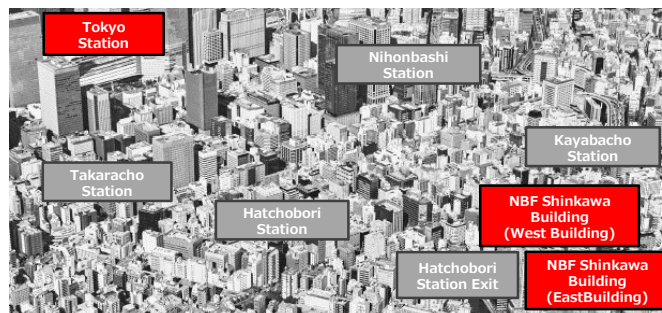 Tokyo
Station
Nihonbashi
Station
Kayabacho
Station
Takaracho
Station
Hatchobori
Station
NBF Shinkawa
Building
(West Building)
Hatchobori
Station Exit
NBF Shinkawa
Building
(EastBuilding)